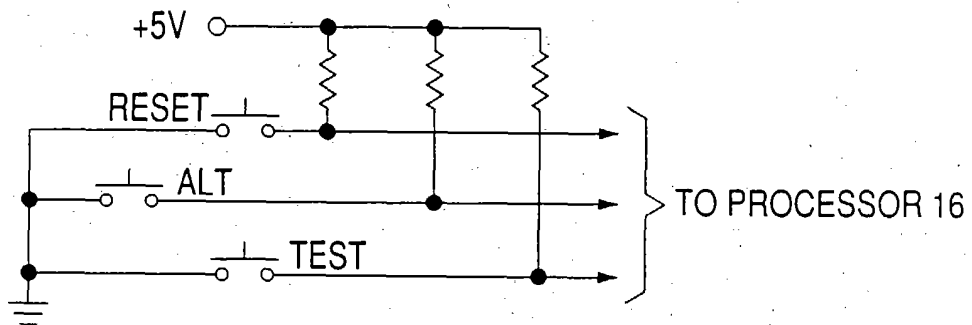 +5V
RESET
ALT
TO PROCESSOR 16
TEST